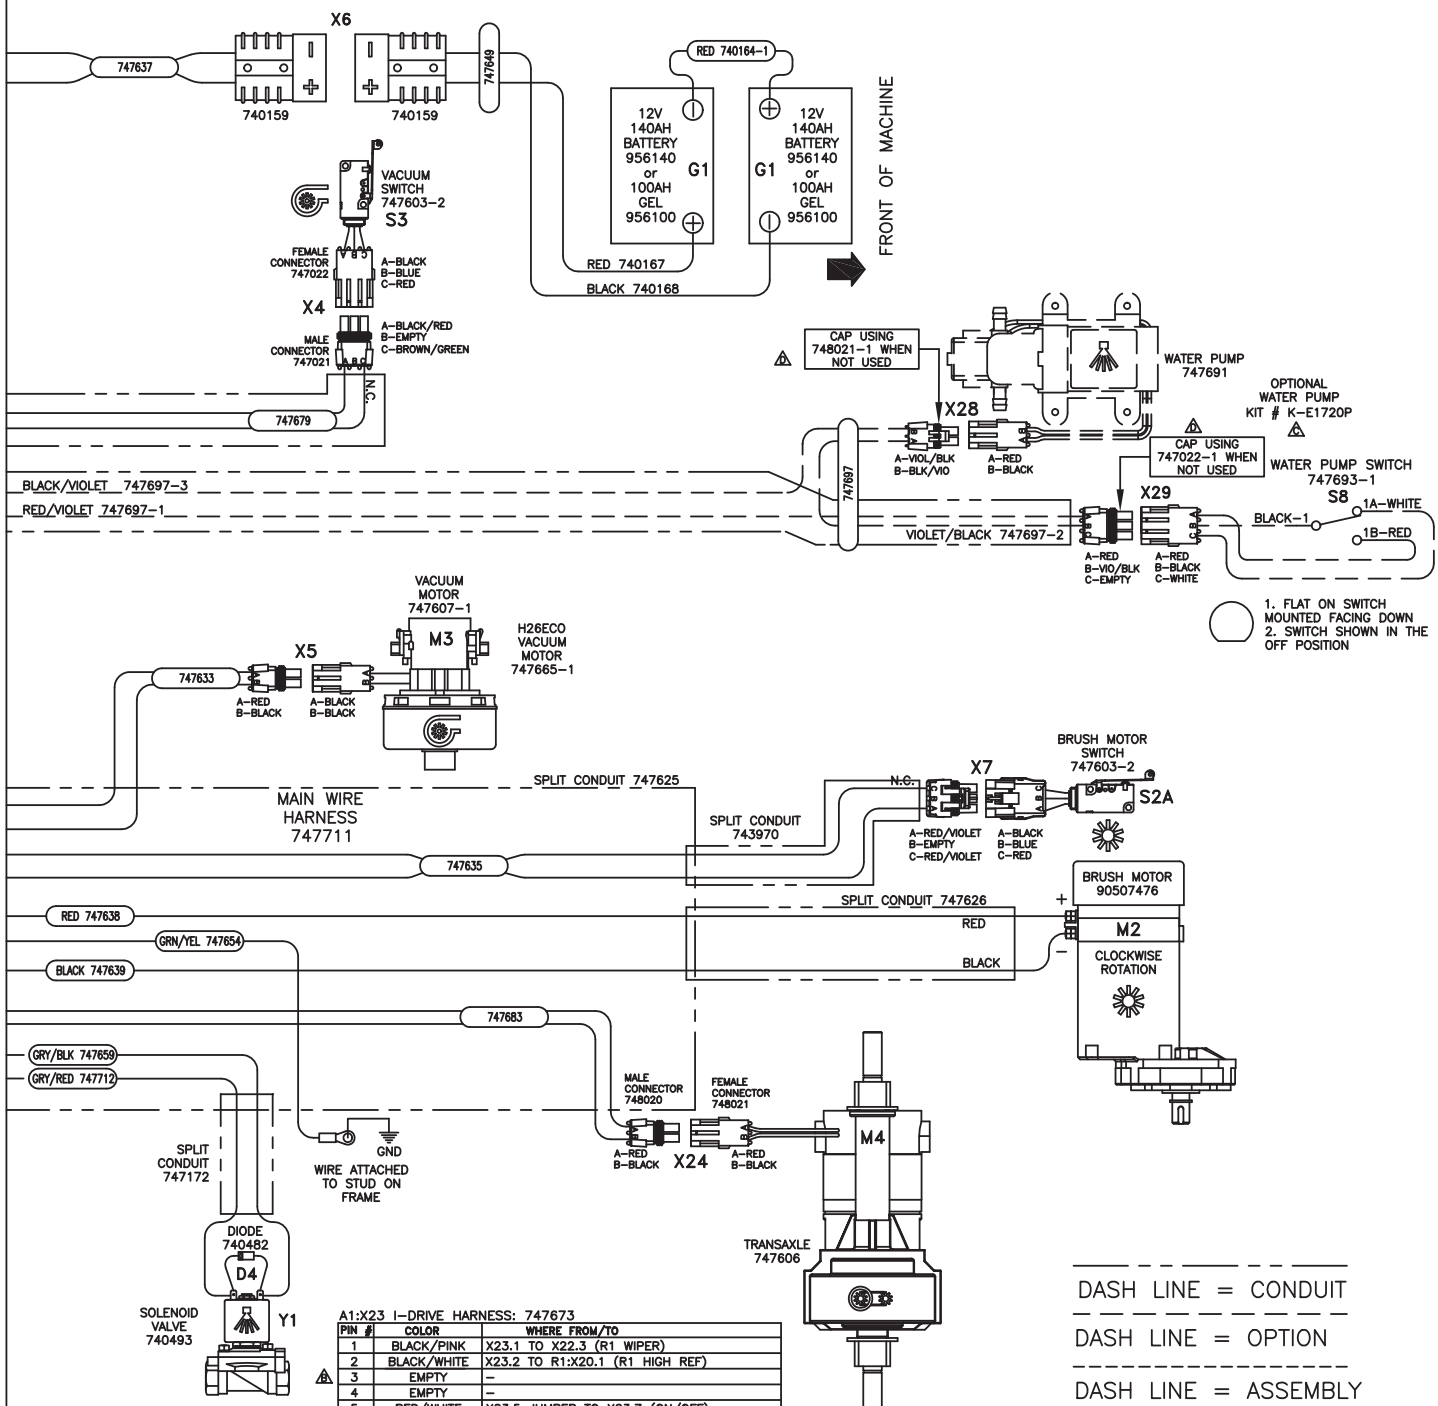 X6
747637
740159
740159
747649
RED 740164-1
12V
140AH
BATTERY
956140
or
100AH
GEL
956100
G1
G1
12V
140AH
BATTERY
956140
or
100AH
GEL
956100
FRONT OF MACHINE
RED 740167
BLACK 740168
VACUUM
SWITCH
747603-2
S3
FEMALE
CONNECTOR
747022
A B C
A-BLACK
B-BLUE
C-RED
X4
MALE
CONNECTOR
747021
A B C
A-BLACK/RED
B-EMPTY
C-BROWN/GREEN
N.C.
747679
CAP USING
748021-1 WHEN
NOT USED
D
WATER PUMP
747691
OPTIONAL
WATER PUMP
KIT # K-E1720P
C
X28
B A
B A
A-VIOL/BLK
B-BLK/VIO
A-RED
B-BLACK
D
CAP USING
747022-1 WHEN
NOT USED
WATER PUMP SWITCH
747693-1
S8
BLACK/VIOLET 747697-3
RED/VIOLET 747697-1
747697
VIOLET/BLACK 747697-2
X29
A B C
A B C
BLACK-1
1A-WHITE
1B-RED
A-RED
B-VIO/BLK
C-EMPTY
A-RED
B-BLACK
C-WHITE
1. FLAT ON SWITCH
MOUNTED FACING DOWN
2. SWITCH SHOWN IN THE
OFF POSITION
VACUUM
MOTOR
747607-1
M3
H26ECO
VACUUM
MOTOR
747665-1
X5
747633
A B
A B
A-RED
B-BLACK
A-BLACK
B-BLACK
SPLIT CONDUIT 747625
MAIN WIRE
HARNESS
747711
BRUSH MOTOR
SWITCH
747603-2
S2A
X7
N.C.
C B A
A B C
SPLIT CONDUIT
743970
A-RED/VIOLET
B-EMPTY
C-RED/VIOLET
A-BLACK
B-BLUE
C-RED
747635
BRUSH MOTOR
90507476
SPLIT CONDUIT 747626
RED 747638
RED
M2
GRN/YEL 747654
BLACK 747639
BLACK
CLOCKWISE
ROTATION
747683
GRY/BLK 747659
GRY/RED 747712
MALE
CONNECTOR
748020
FEMALE
CONNECTOR
748021
A B
A B
M4
A-RED
B-BLACK
X24
A-RED
B-BLACK
SPLIT
CONDUIT
747172
GND
WIRE ATTACHED
TO STUD ON
FRAME
DIODE
740482
D4
SOLENOID
VALVE
740493
Y1
TRANSAXLE
747606
A1:X23 I-DRIVE HARNESS: 747673
PIN # COLOR WHERE FROM/TO
1 BLACK/PINK X23.1 TO X22.3 (R1 WIPER)
2 BLACK/WHITE X23.2 TO R1:X20.1 (R1 HIGH REF)
B
3 EMPTY -
4 EMPTY -
5 RED/WHITE X23.5 JUMPER TO X23.7 (ON/OFF)
DASH LINE = CONDUIT
DASH LINE = OPTION
DASH LINE = ASSEMBLY